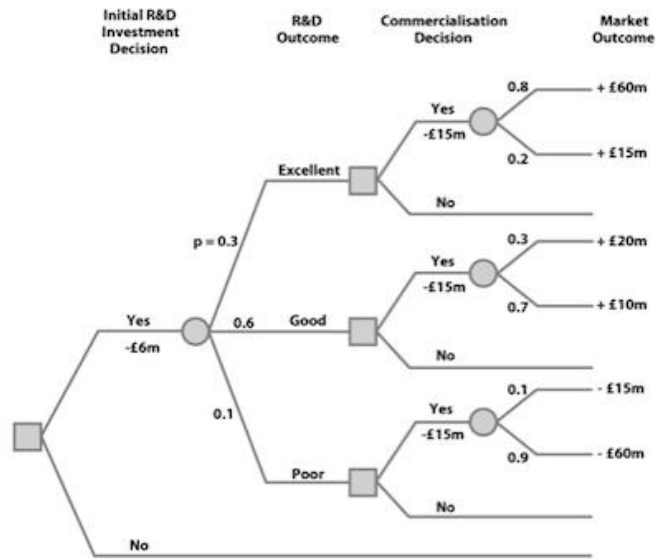 Initial R&D
Investment
Decision
R&D
Outcome
Commercialisation
Decision
Market
Outcome
0.8
+ £60m
Yes
-£15m
0.2
+ £15m
Excellent
No
p = 0.3
0.3
+ £20m
Yes
-£15m
0.7
+ £10m
Yes
-£6m
0.6
Good
No
0.1
- £15m
0.1
Yes
-£15m
0.9
- £60m
Poor
No
No